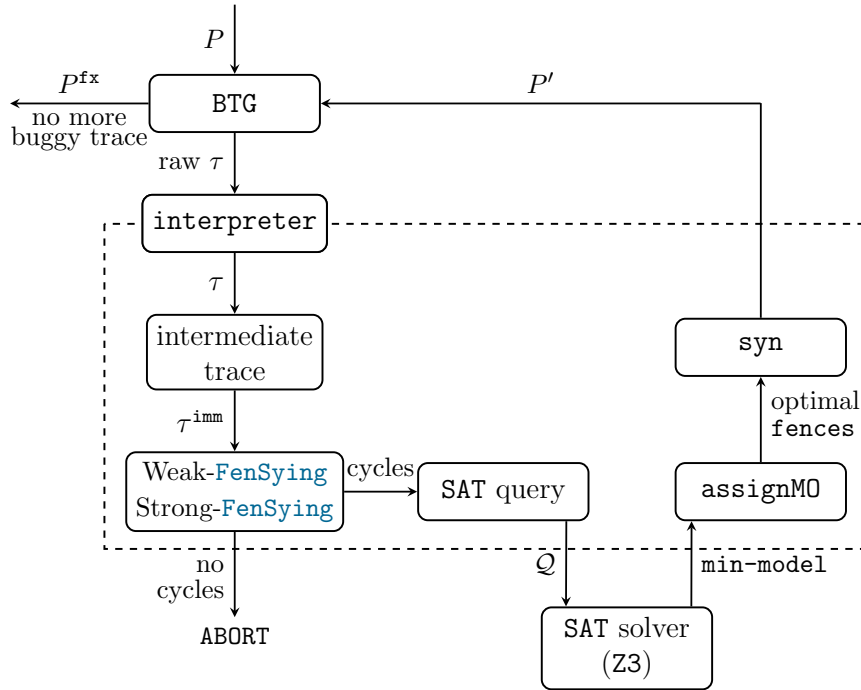 P
P^fx
no more
buggy trace
BTG
P′
raw τ
interpreter
τ
intermediate
trace
τ^imm
Weak-FenSying
Strong-FenSying
cycles
SAT query
no
cycles
ABORT
Q
SAT solver
(Z3)
min-model
assignMO
optimal
fences
syn